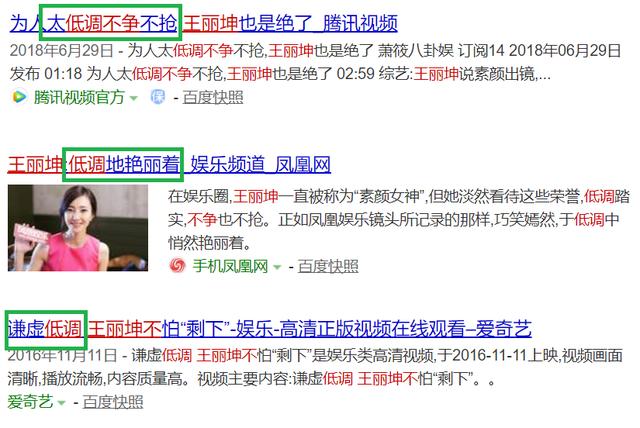 为人太低调不争不抢 王丽坤也是绝了_腾讯视频
2018年6月29日 - 为人太低调不争不抢,王丽坤也是绝了 萧筱八卦娱 订阅14 2018年06月29日
发布 01:18 为人太低调不争不抢,王丽坤也是绝了 02:59 综艺:王丽坤说素颜出镜,...
腾讯视频官方 保 - 百度快照
王丽坤:低调地艳丽着_娱乐频道_凤凰网
在娱乐圈,王丽坤一直被称为“素颜女神”,但她淡然看待这些荣誉,低调踏
实,不争也不抢。正如凤凰娱乐镜头所记录的那样,巧笑嫣然,于低调中
悄然艳丽着。
手机凤凰网 - 百度快照
谦虚低调 王丽坤不怕“剩下”-娱乐-高清正版视频在线观看–爱奇艺
2016年11月11日 - 谦虚低调 王丽坤不怕“剩下”是娱乐类高清视频,于2016-11-11上映,视频画面
清晰,播放流畅,内容质量高。视频主要内容:谦虚低调 王丽坤不怕“剩下”。。
爱奇艺 - 百度快照